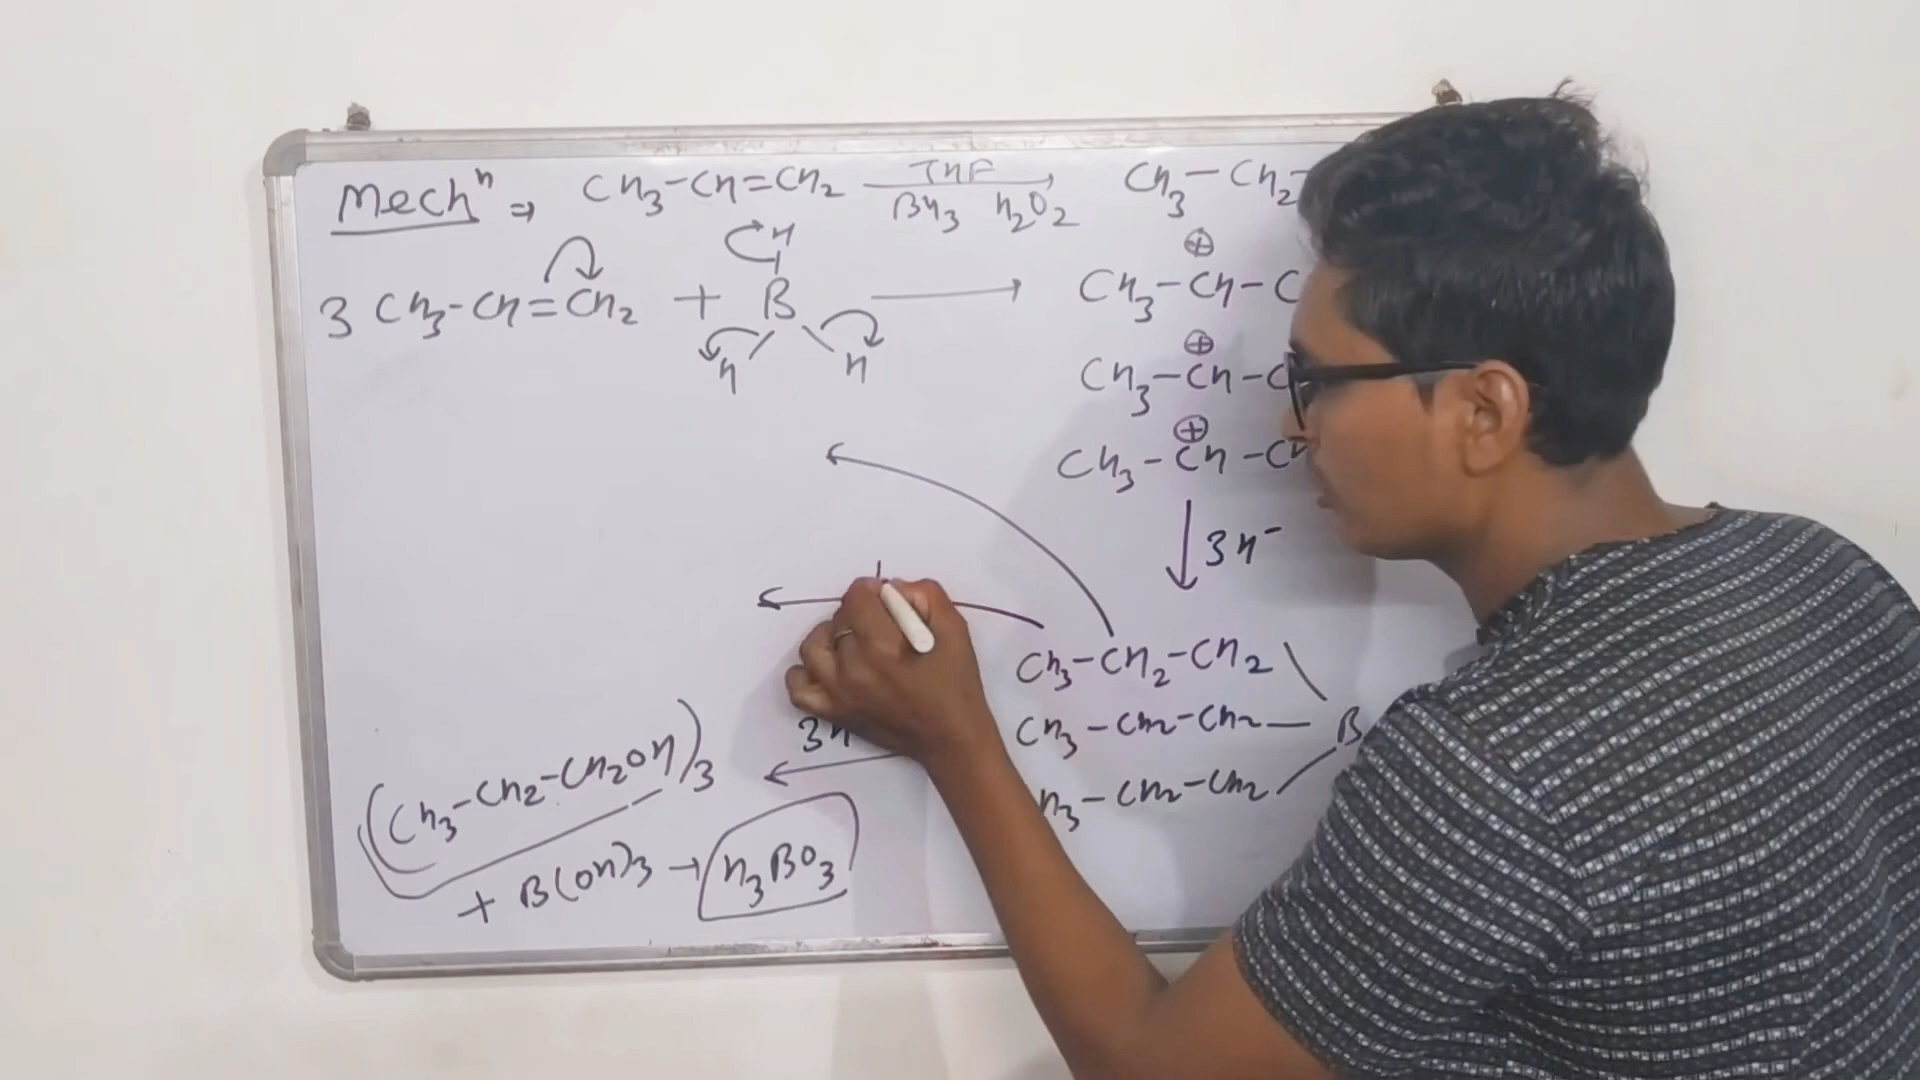 Mechⁿ ⇒ CH₃-CH=CH₂ THF BH₃ H₂O₂ → CH₃-CH₂-
3 CH₃-CH=CH₂ + B H H H → CH₃-CH-C ⊕
CH₃-CH-C ⊕
CH₃-CH-CH ⊕
↓ 3H⁻
CH₃-CH₂-CH₂
CH₃-CH₂-CH₂- B
H₃-CH₂-CH₂
3H
(CH₃-CH₂-CH₂OH)₃
+ B(OH)₃ → H₃BO₃